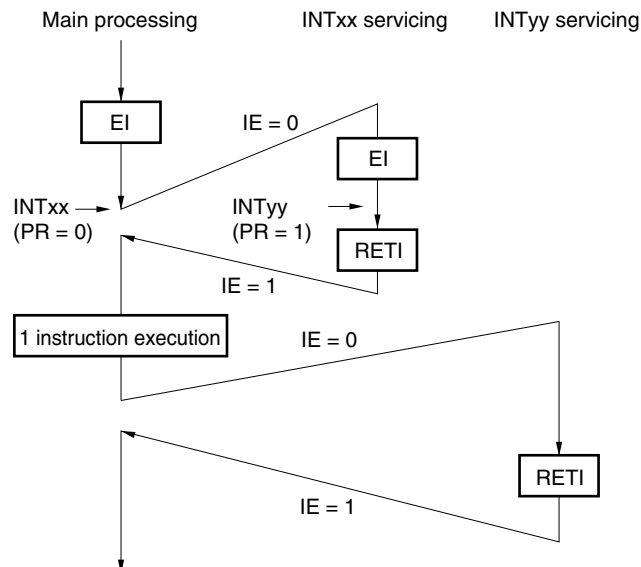 Main processing
INTxx servicing
INTyy servicing
EI
IE = 0
EI
INTxx
(PR = 0)
INTyy
(PR = 1)
RETI
IE = 1
1 instruction execution
IE = 0
RETI
IE = 1